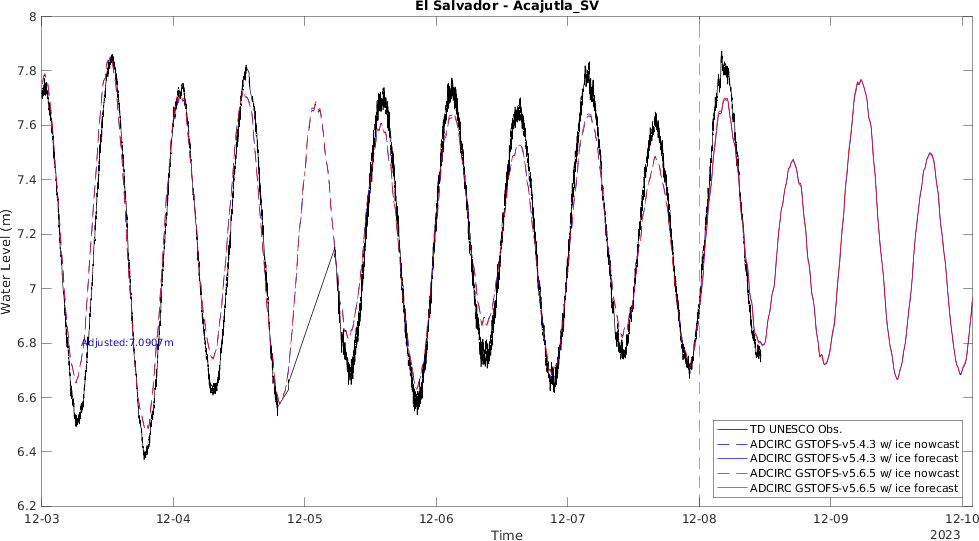 El Salvador - Acajutla_SV
8
7.8
7.6
7.4
7.2
7
6.8
6.6
6.4
6.2
Water Level (m)
Adjusted:7.0907m
TD UNESCO Obs.
ADCIRC GSTOFS-v5.4.3 w/ ice nowcast
ADCIRC GSTOFS-v5.4.3 w/ ice forecast
ADCIRC GSTOFS-v5.6.5 w/ ice nowcast
ADCIRC GSTOFS-v5.6.5 w/ ice forecast
12-03 12-04 12-05 12-06 12-07 12-08 12-09 12-10
Time
2023